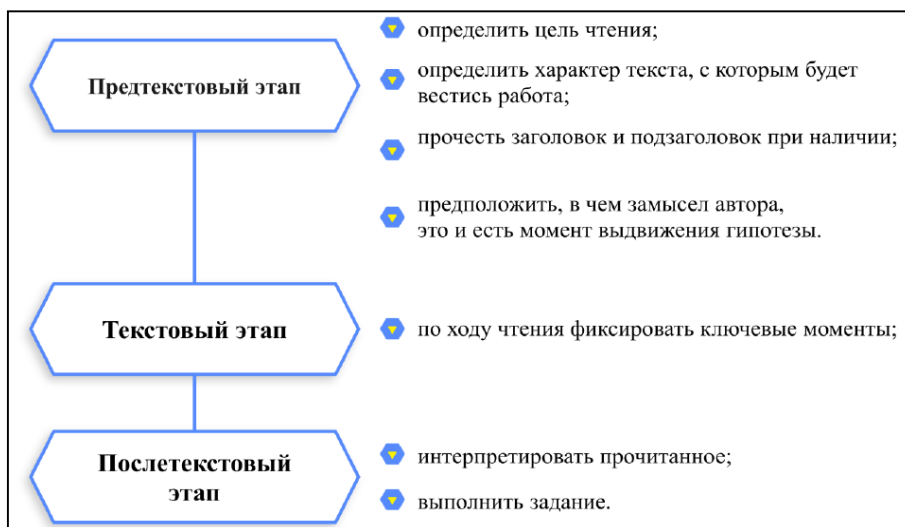 Предтекстовый этап
определить цель чтения;
определить характер текста, с которым будет
вестись работа;
прочесть заголовок и подзаголовок при наличии;
предположить, в чем замысел автора,
это и есть момент выдвижения гипотезы.
Текстовый этап
по ходу чтения фиксировать ключевые моменты;
Послетекстовый
этап
интерпретировать прочитанное;
выполнить задание.